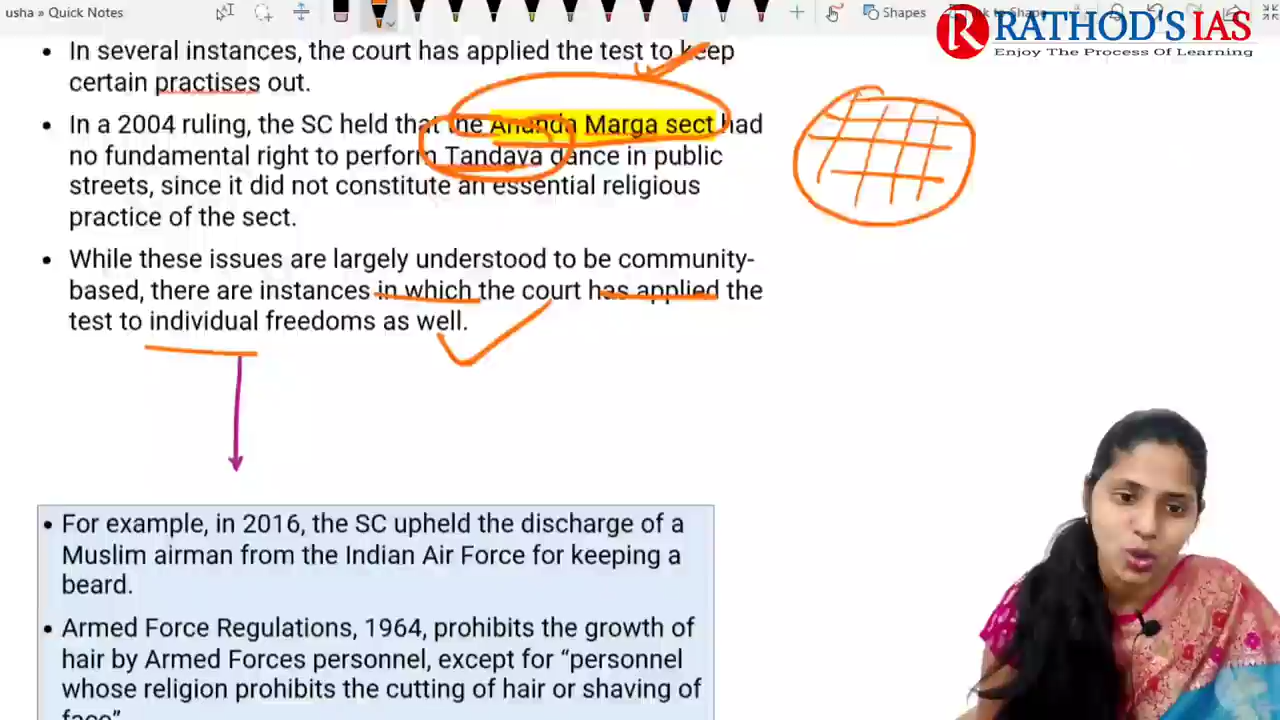 usha » Quick Notes
Shapes
RATHOD'S IAS
Enjoy The Process Of Learning
• In several instances, the court has applied the test to keep
certain practises out.
• In a 2004 ruling, the SC held that the Ananda Marga sect had
no fundamental right to perform Tandava dance in public
streets, since it did not constitute an essential religious
practice of the sect.
• While these issues are largely understood to be community-
based, there are instances in which the court has applied the
test to individual freedoms as well.
• For example, in 2016, the SC upheld the discharge of a
Muslim airman from the Indian Air Force for keeping a
beard.
• Armed Force Regulations, 1964, prohibits the growth of
hair by Armed Forces personnel, except for “personnel
whose religion prohibits the cutting of hair or shaving of
face”